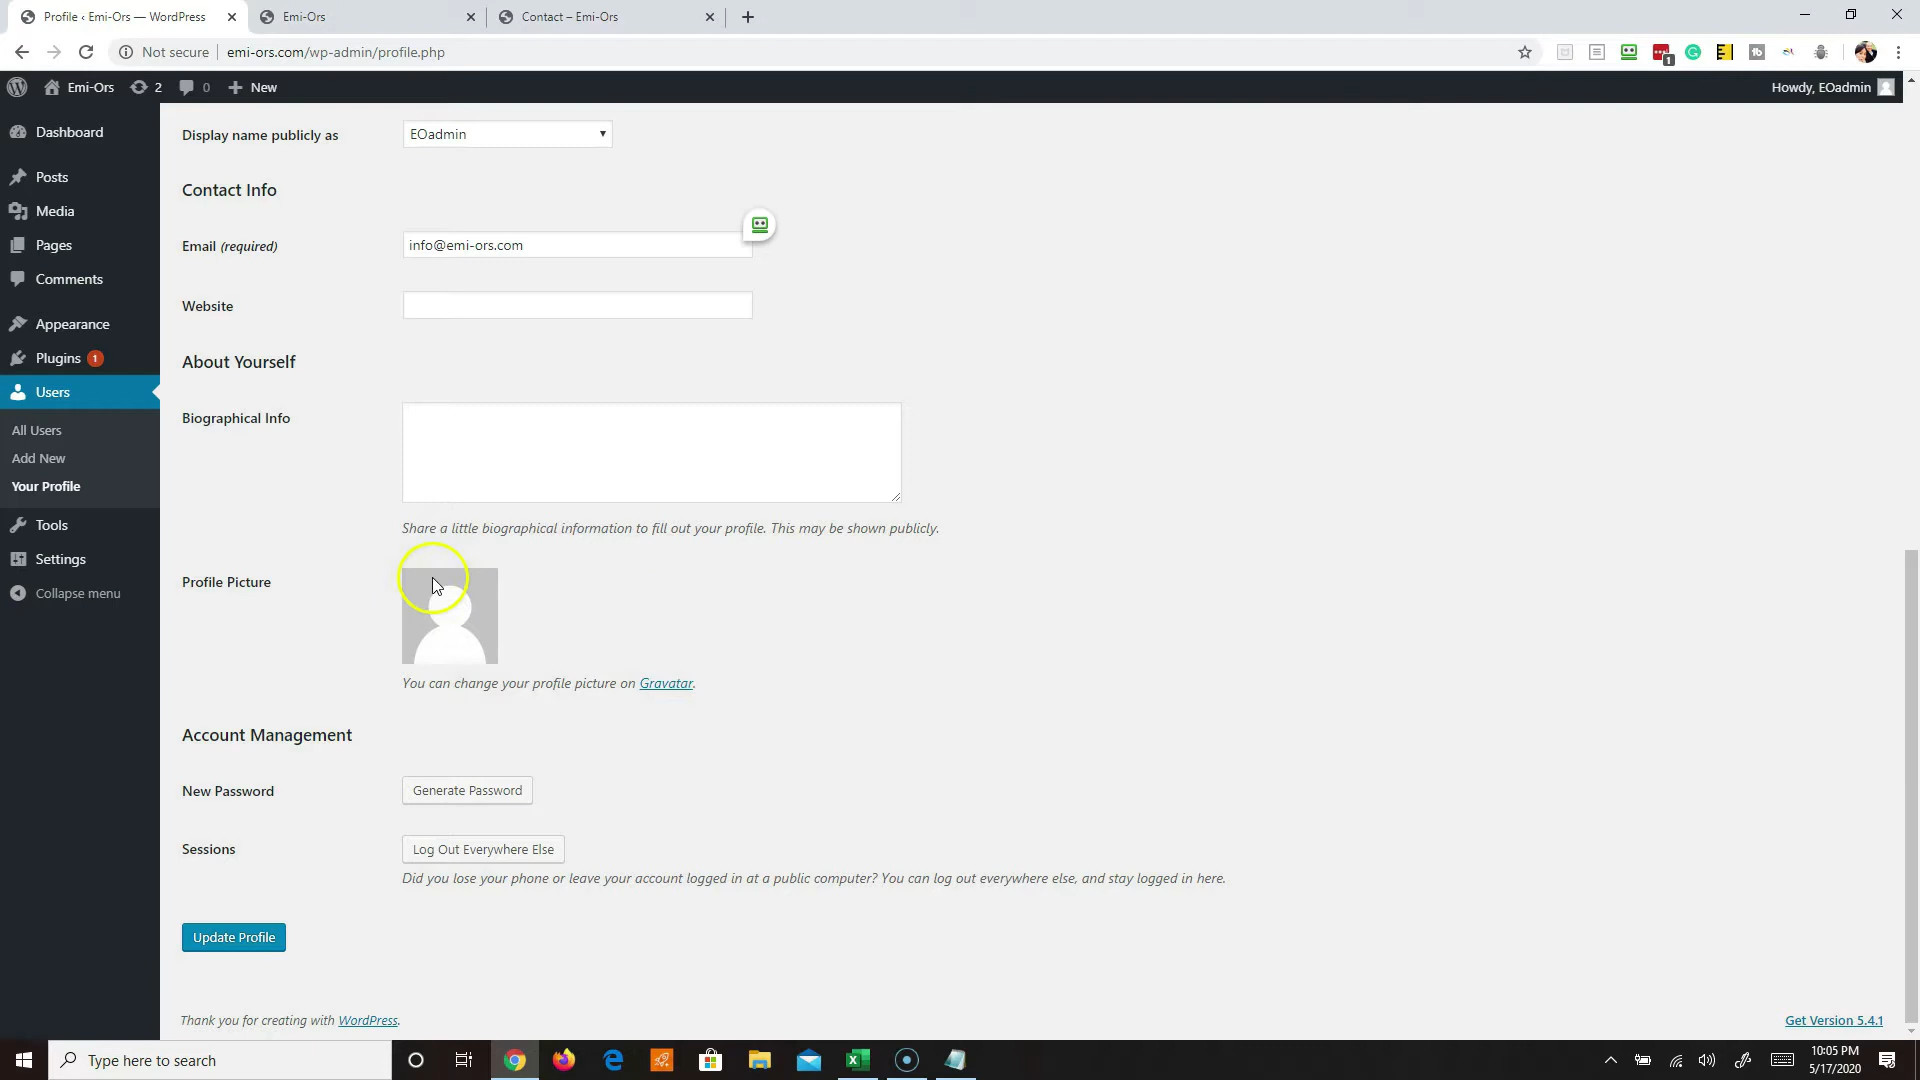 Profile ‹ Emi-Ors — WordPress
Emi-Ors
Contact – Emi-Ors
Not secure
emi-ors.com/wp-admin/profile.php
1
Emi-Ors
2
0
New
Howdy, EOadmin
Dashboard
Posts
Media
Pages
Comments
Appearance
Plugins 1
Users
All Users
Add New
Your Profile
Tools
Settings
Collapse menu
Display name publicly as
EOadmin
Contact Info
Email (required)
info@emi-ors.com
Website
About Yourself
Biographical Info
Share a little biographical information to fill out your profile. This may be shown publicly.
Profile Picture
You can change your profile picture on Gravatar.
Account Management
New Password
Generate Password
Sessions
Log Out Everywhere Else
Did you lose your phone or leave your account logged in at a public computer? You can log out everywhere else, and stay logged in here.
Update Profile
Thank you for creating with WordPress.
Get Version 5.4.1
Type here to search
10:05 PM
5/17/2020